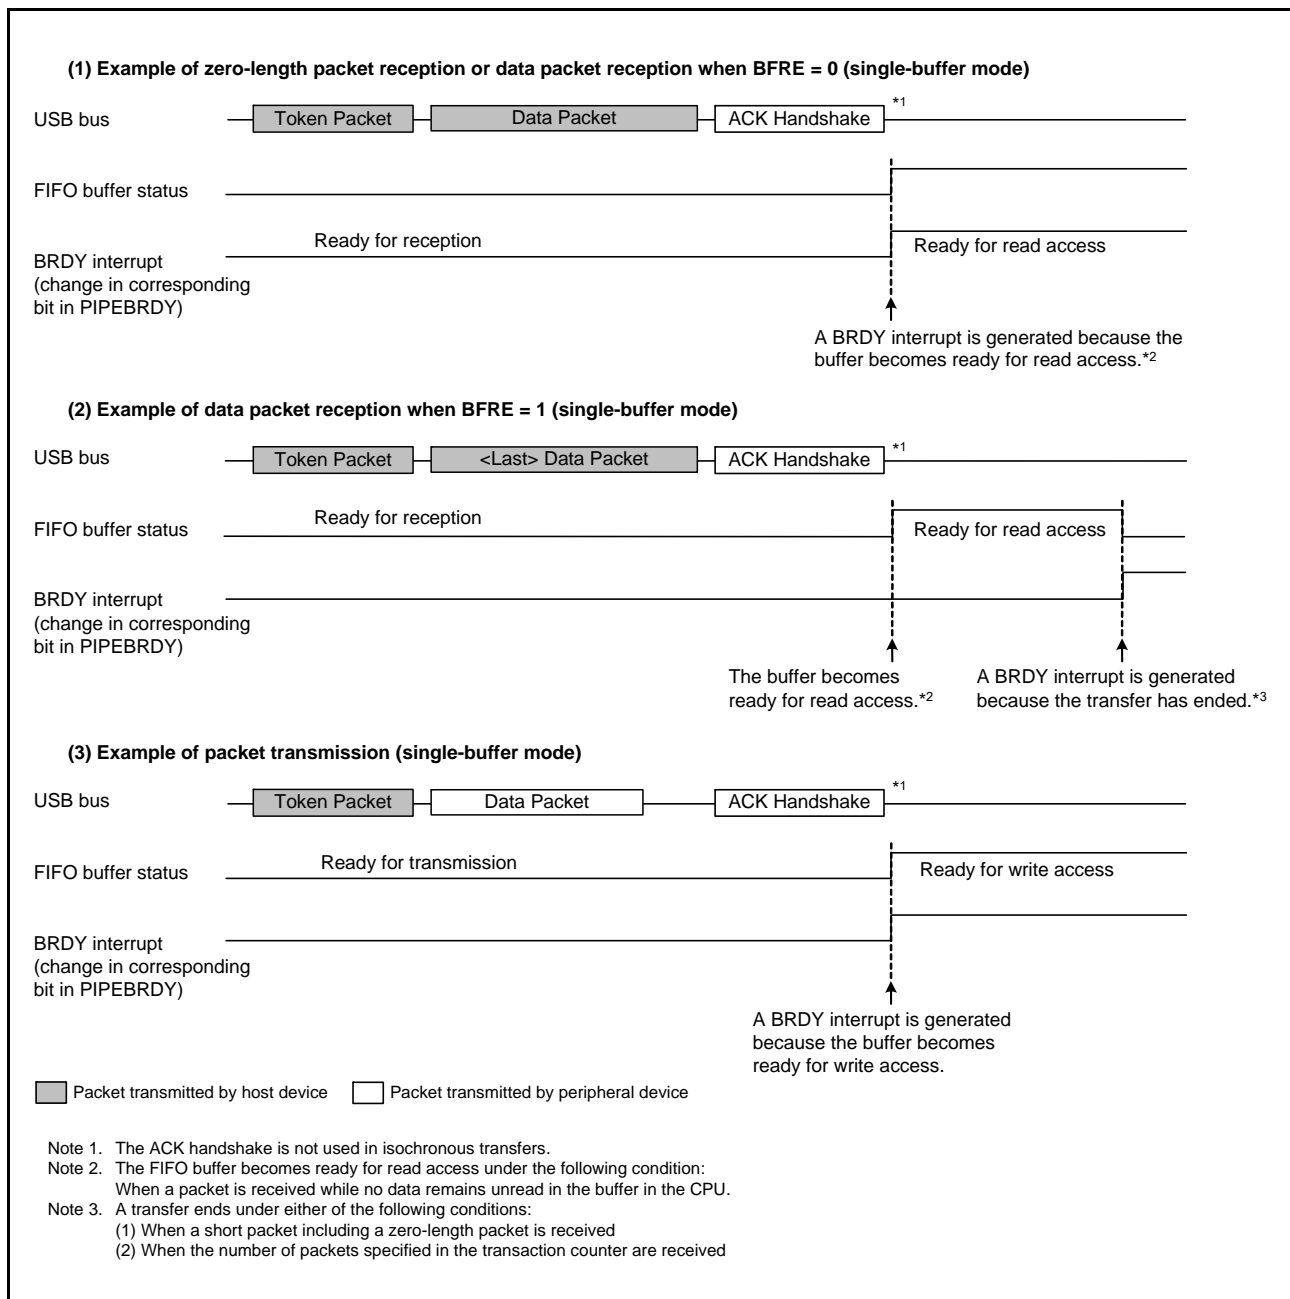 (1) Example of zero-length packet reception or data packet reception when BFRE = 0 (single-buffer mode)
USB bus
Token Packet
Data Packet
ACK Handshake
*1
FIFO buffer status
Ready for reception
Ready for read access
BRDY interrupt
(change in corresponding
bit in PIPEBRDY)
A BRDY interrupt is generated because the
buffer becomes ready for read access.*2
(2) Example of data packet reception when BFRE = 1 (single-buffer mode)
USB bus
Token Packet
<Last> Data Packet
ACK Handshake
*1
Ready for reception
FIFO buffer status
Ready for read access
BRDY interrupt
(change in corresponding
bit in PIPEBRDY)
The buffer becomes
ready for read access.*2
A BRDY interrupt is generated
because the transfer has ended.*3
(3) Example of packet transmission (single-buffer mode)
USB bus
Token Packet
Data Packet
ACK Handshake
*1
Ready for transmission
FIFO buffer status
Ready for write access
BRDY interrupt
(change in corresponding
bit in PIPEBRDY)
A BRDY interrupt is generated
because the buffer becomes
ready for write access.
Packet transmitted by host device
Packet transmitted by peripheral device
Note 1. The ACK handshake is not used in isochronous transfers.
Note 2. The FIFO buffer becomes ready for read access under the following condition:
When a packet is received while no data remains unread in the buffer in the CPU.
Note 3. A transfer ends under either of the following conditions:
(1) When a short packet including a zero-length packet is received
(2) When the number of packets specified in the transaction counter are received